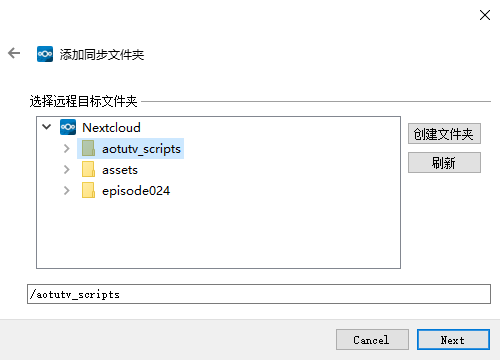 添加同步文件夹
选择远程目标文件夹
Nextcloud
aotutv_scripts
assets
episode024
创建文件夹
刷新
/aotutv_scripts
Cancel
Next